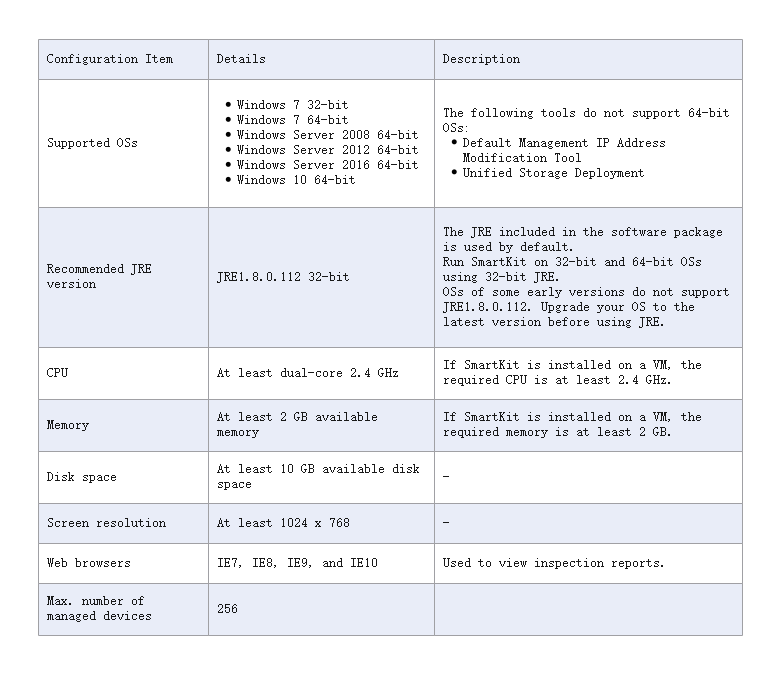 Configuration Item
Details
Description
Supported OSs
● Windows 7 32-bit
● Windows 7 64-bit
● Windows Server 2008 64-bit
● Windows Server 2012 64-bit
● Windows Server 2016 64-bit
● Windows 10 64-bit
The following tools do not support 64-bit
OSs:
● Default Management IP Address
Modification Tool
● Unified Storage Deployment
Recommended JRE
version
JRE1.8.0.112 32-bit
The JRE included in the software package
is used by default.
Run SmartKit on 32-bit and 64-bit OSs
using 32-bit JRE.
OSs of some early versions do not support
JRE1.8.0.112. Upgrade your OS to the
latest version before using JRE.
CPU
At least dual-core 2.4 GHz
If SmartKit is installed on a VM, the
required CPU is at least 2.4 GHz.
Memory
At least 2 GB available
memory
If SmartKit is installed on a VM, the
required memory is at least 2 GB.
Disk space
At least 10 GB available disk
space
–
Screen resolution
At least 1024 x 768
–
Web browsers
IE7, IE8, IE9, and IE10
Used to view inspection reports.
Max. number of
managed devices
256